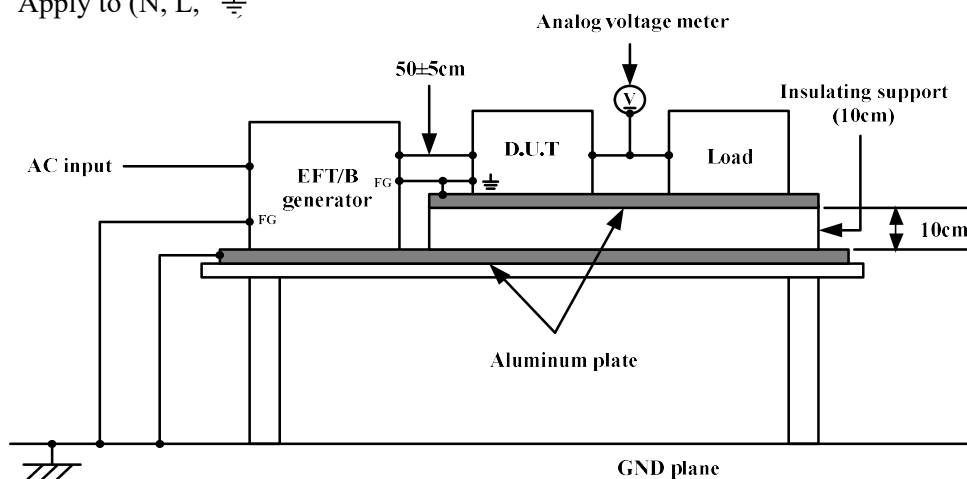 Apply to (N, L, ⏚
Analog voltage meter
50±5cm
Insulating support
(10cm)
V
D.U.T
Load
AC input
EFT/B
generator
FG
FG
10cm
Aluminum plate
GND plane